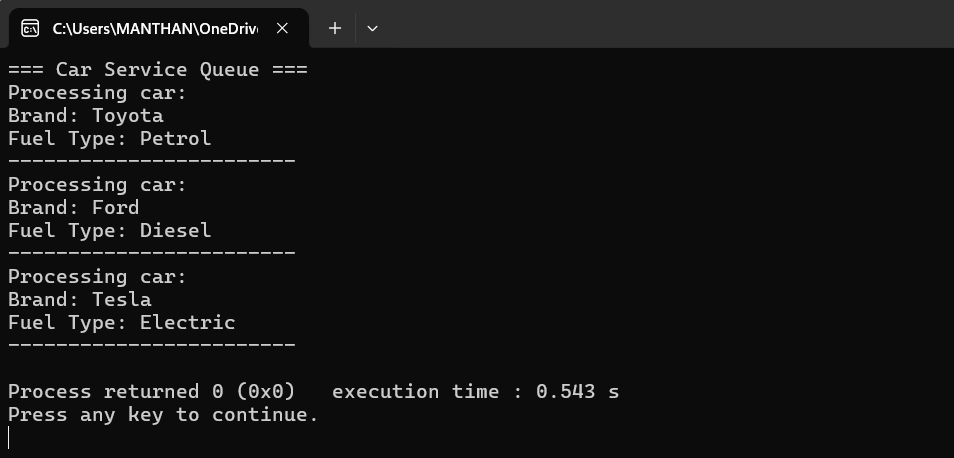 C:\Users\MANTHAN\OneDriv
=== Car Service Queue ===
Processing car:
Brand: Toyota
Fuel Type: Petrol
------------------------
Processing car:
Brand: Ford
Fuel Type: Diesel
------------------------
Processing car:
Brand: Tesla
Fuel Type: Electric
------------------------
Process returned 0 (0x0)   execution time : 0.543 s
Press any key to continue.